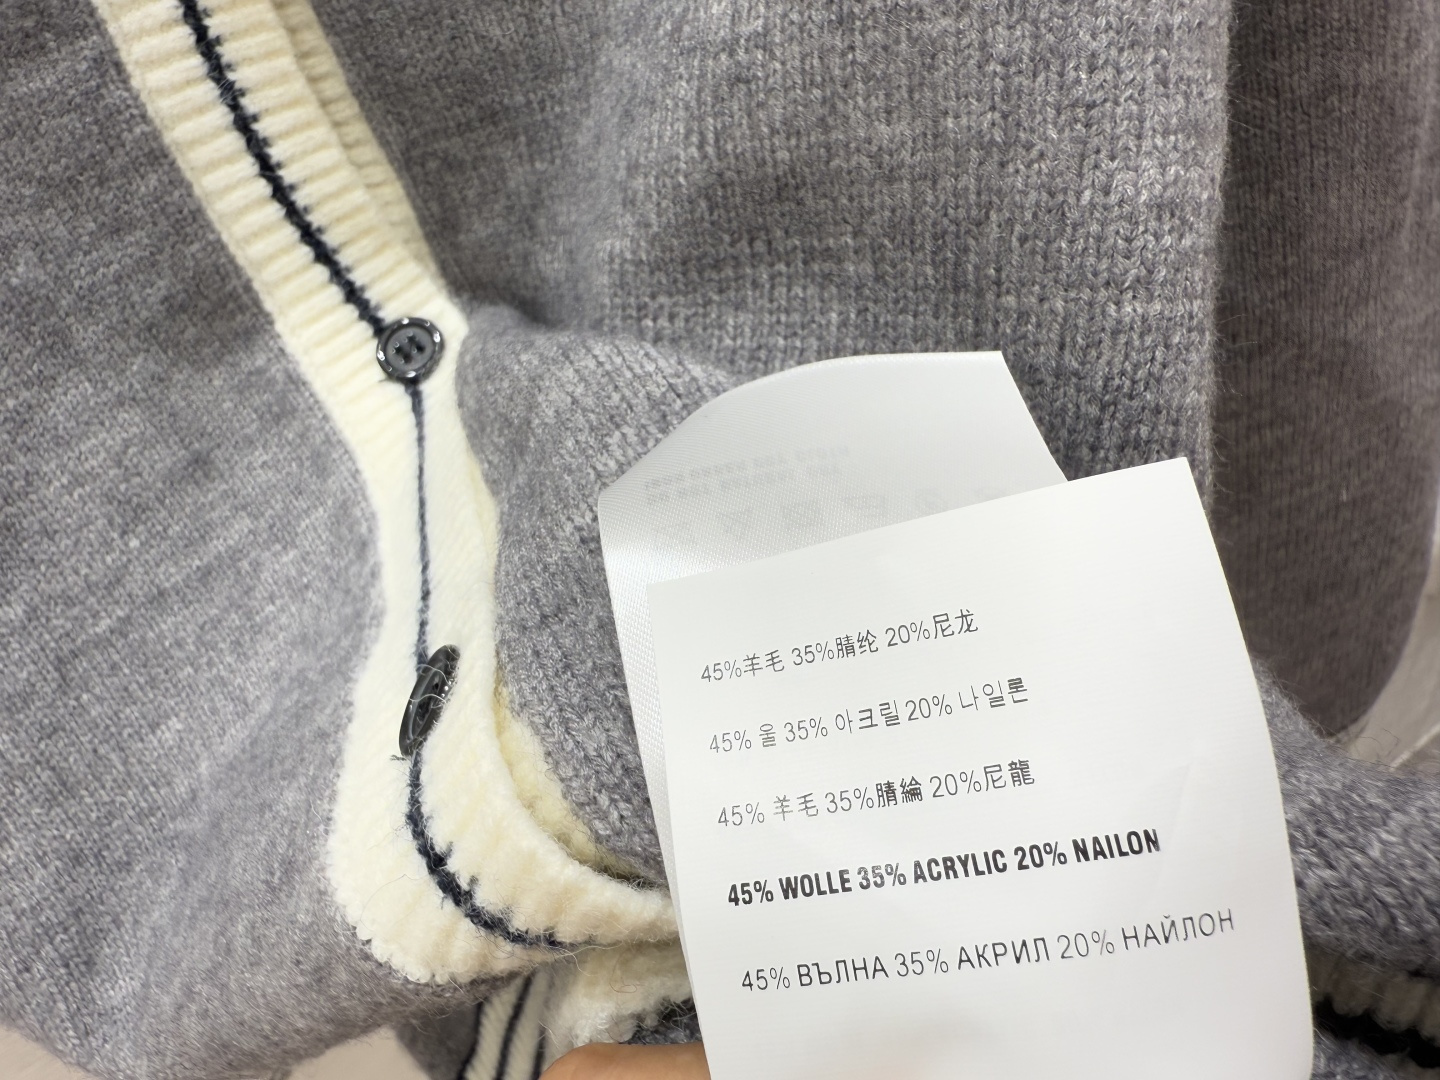 45%羊毛 35%腈纶 20%尼龙
45% 울 35% 아크릴 20% 나일론
45% 羊毛 35%腈綸 20%尼龍
45% WOLLE 35% ACRYLIC 20% NAILON
45% ВЪЛНА 35% АКРИЛ 20% НАЙЛОН